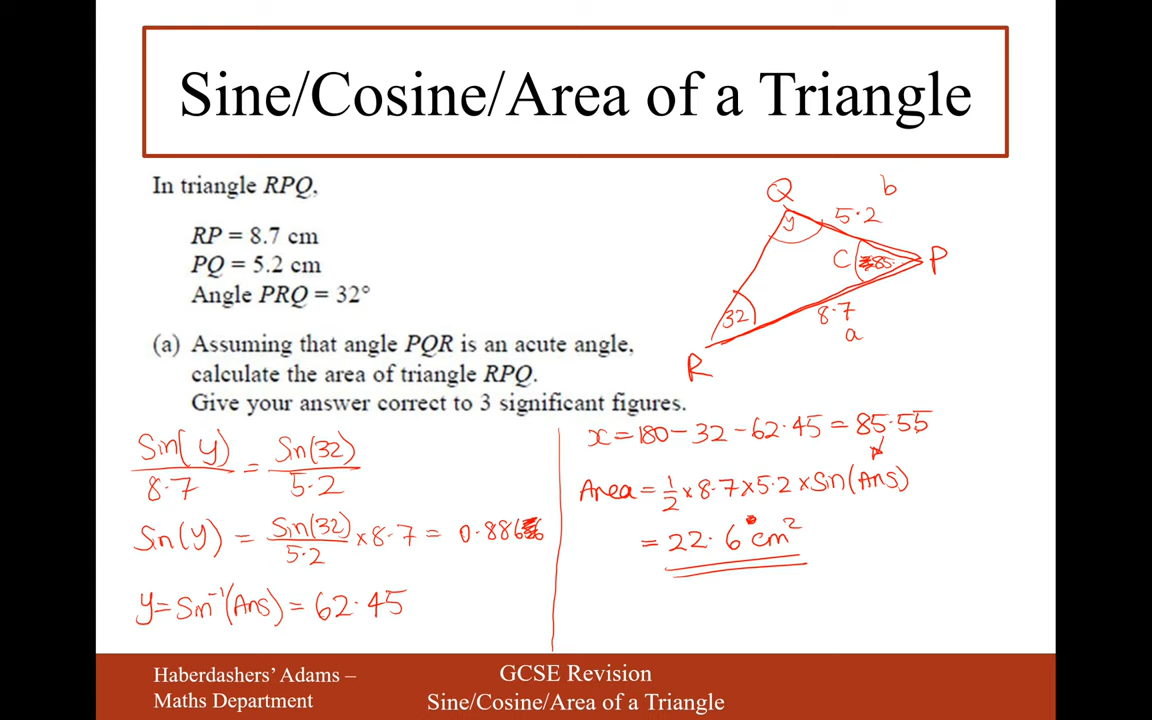 Sine/Cosine/Area of a Triangle
In triangle RPQ,
RP = 8.7 cm
PQ = 5.2 cm
Angle PRQ = 32°
(a) Assuming that angle PQR is an acute angle,
calculate the area of triangle RPQ.
Give your answer correct to 3 significant figures.
Q
b
y
5.2
C
85.
P
32
8.7
a
R
Sin(y)/8.7 = Sin(32)/5.2
Sin(y) = Sin(32)/5.2 × 8.7 = 0.886
y = Sin⁻¹(Ans) = 62.45
x = 180 - 32 - 62.45 = 85.55
Area = 1/2 × 8.7 × 5.2 × Sin(Ans)
= 22.6 cm²
Haberdashers' Adams –
Maths Department
GCSE Revision
Sine/Cosine/Area of a Triangle